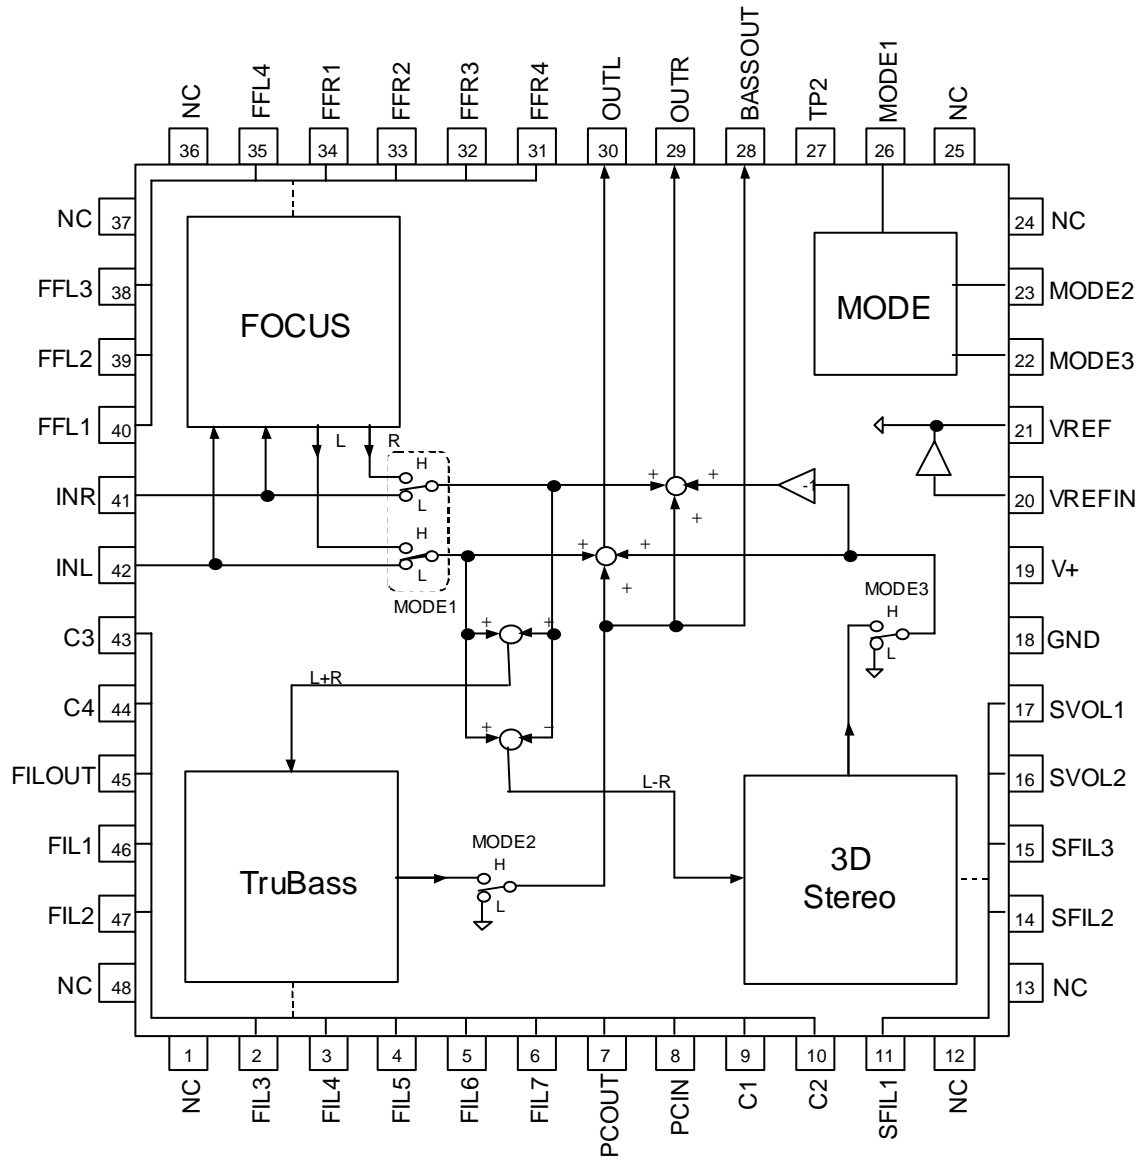 NC FFL4 FFR1 FFR2 FFR3 FFR4 OUTL OUTR BASSOUT TP2 MODE1 NC
36 35 34 33 32 31 30 29 28 27 26 25
NC 37
FFL3 38
FFL2 39
FFL1 40
INR 41
INL 42
C3 43
C4 44
FILOUT 45
FIL1 46
FIL2 47
NC 48
24 NC
23 MODE2
22 MODE3
21 VREF
20 VREFIN
19 V+
18 GND
17 SVOL1
16 SVOL2
15 SFIL3
14 SFIL2
13 NC
FOCUS
MODE
L R
H
L
H
L
MODE1
+ + -1
+
+ +
+
MODE3
H
L
+ +
L+R
+ −
L-R
MODE2
H
L
TruBass
3D
Stereo
1 2 3 4 5 6 7 8 9 10 11 12
NC FIL3 FIL4 FIL5 FIL6 FIL7 PCOUT PCIN C1 C2 SFIL1 NC